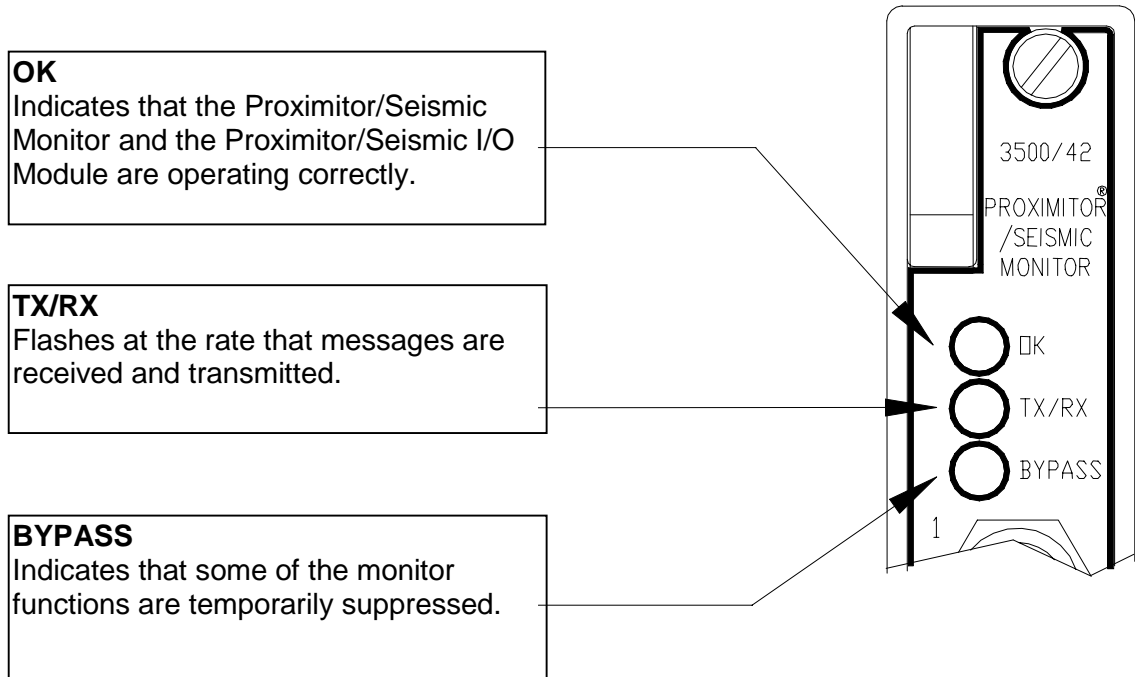 OK
Indicates that the Proximitor/Seismic
Monitor and the Proximitor/Seismic I/O
Module are operating correctly.
TX/RX
Flashes at the rate that messages are
received and transmitted.
BYPASS
Indicates that some of the monitor
functions are temporarily suppressed.
3500/42
PROXIMITOR®
/SEISMIC
MONITOR
OK
TX/RX
BYPASS
1